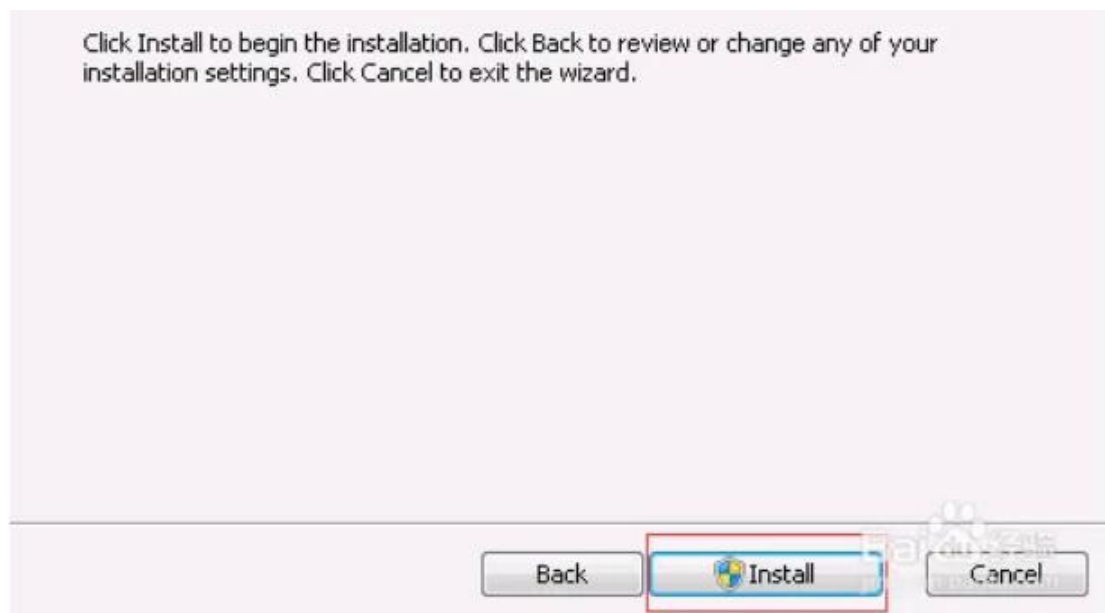 Click Install to begin the installation. Click Back to review or change any of your
installation settings. Click Cancel to exit the wizard.
Back
Install
Cancel